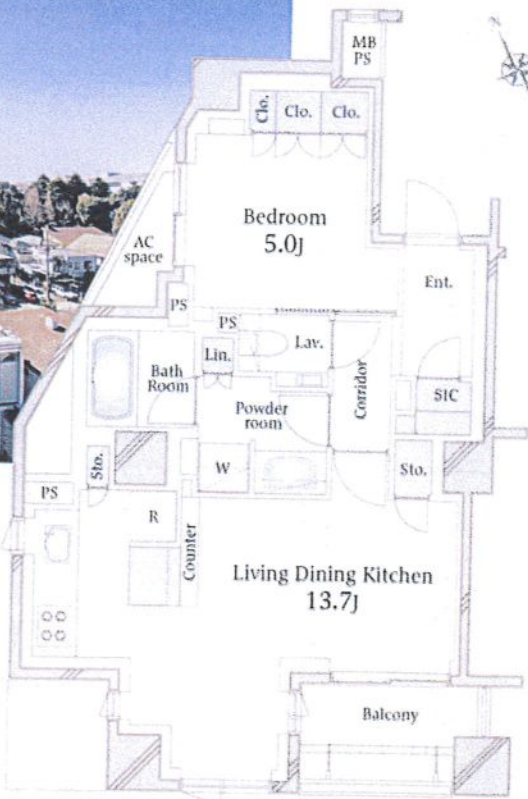 MB
PS
Clo.
Clo.
Clo.
Bedroom
5.0J
AC
space
Ent.
PS
PS
Lav.
Lin.
Bath
Room
Corridor
SIC
Powder
room
Sto.
W
Sto.
PS
R
Counter
Living Dining Kitchen
13.7J
Balcony